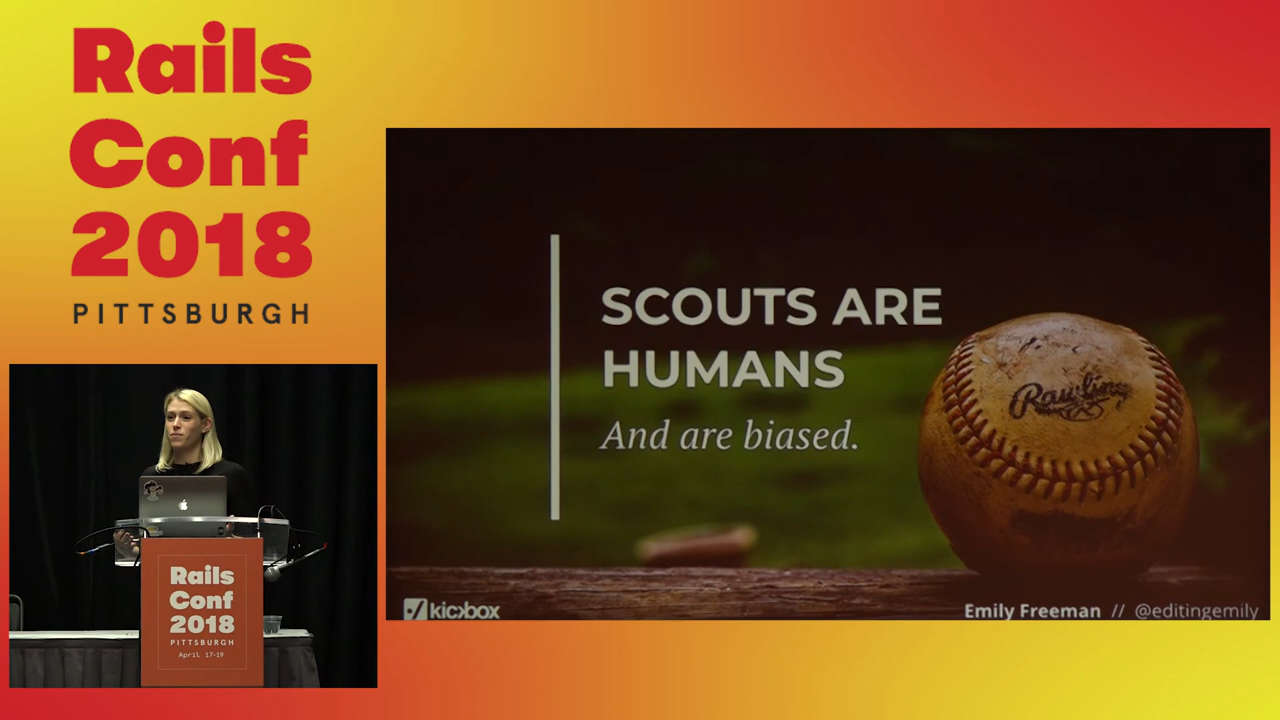 Rails
Conf
2018
PITTSBURGH
SCOUTS ARE
HUMANS
And are biased.
Rawlings
kickbox
Emily Freeman // @editingemily
Rails
Conf
2018
PITTSBURGH
April 17-19